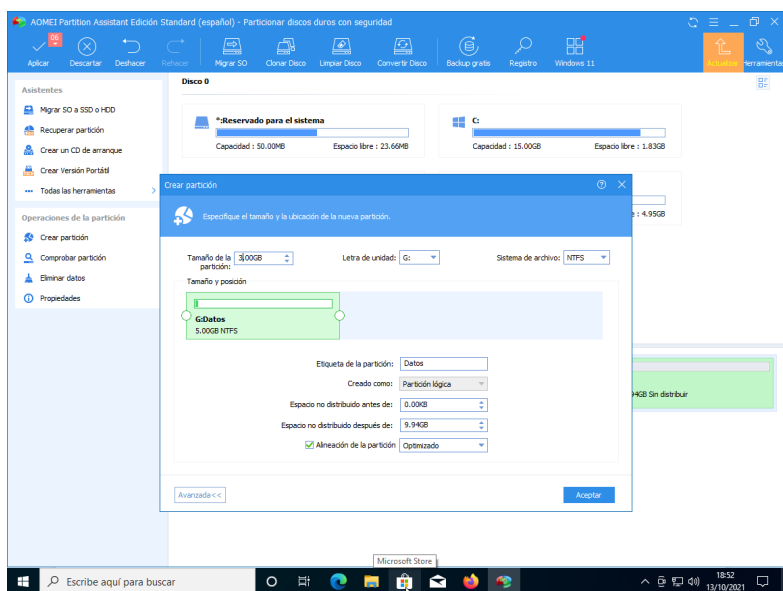 AOMEI Partition Assistant Edición Standard (español) - Particionar discos duros con seguridad
06
Aplicar Descartar Deshacer Rehacer Migrar SO Clonar Disco Limpiar Disco Convertir Disco Backup gratis Registro Windows 11 Actualizar Herramienta
Asistentes
Migrar SO a SSD o HDD
Recuperar partición
Crear un CD de arranque
Crear Versión Portátil
Todas las herramientas
Operaciones de la partición
Crear partición
Comprobar partición
Eliminar datos
Propiedades
Disco 0
*:Reservado para el sistema
Capacidad : 50.00MB Espacio libre : 23.66MB
C:
Capacidad : 15.00GB Espacio libre : 1.83GB
e : 4.95GB
Crear partición
Especifique el tamaño y la ubicación de la nueva partición.
Tamaño de la partición: 3.00GB Letra de unidad: G: Sistema de archivo: NTFS
Tamaño y posición
G:Datos
5.00GB NTFS
Etiqueta de la partición: Datos
Creado como: Partición lógica
Espacio no distribuido antes de: 0.00KB
Espacio no distribuido después de: 9.94GB
Alineación de la partición Optimizado
Avanzada<<
Aceptar
94GB Sin distribuir
Microsoft Store
Escribe aquí para buscar
18:52
13/10/2021